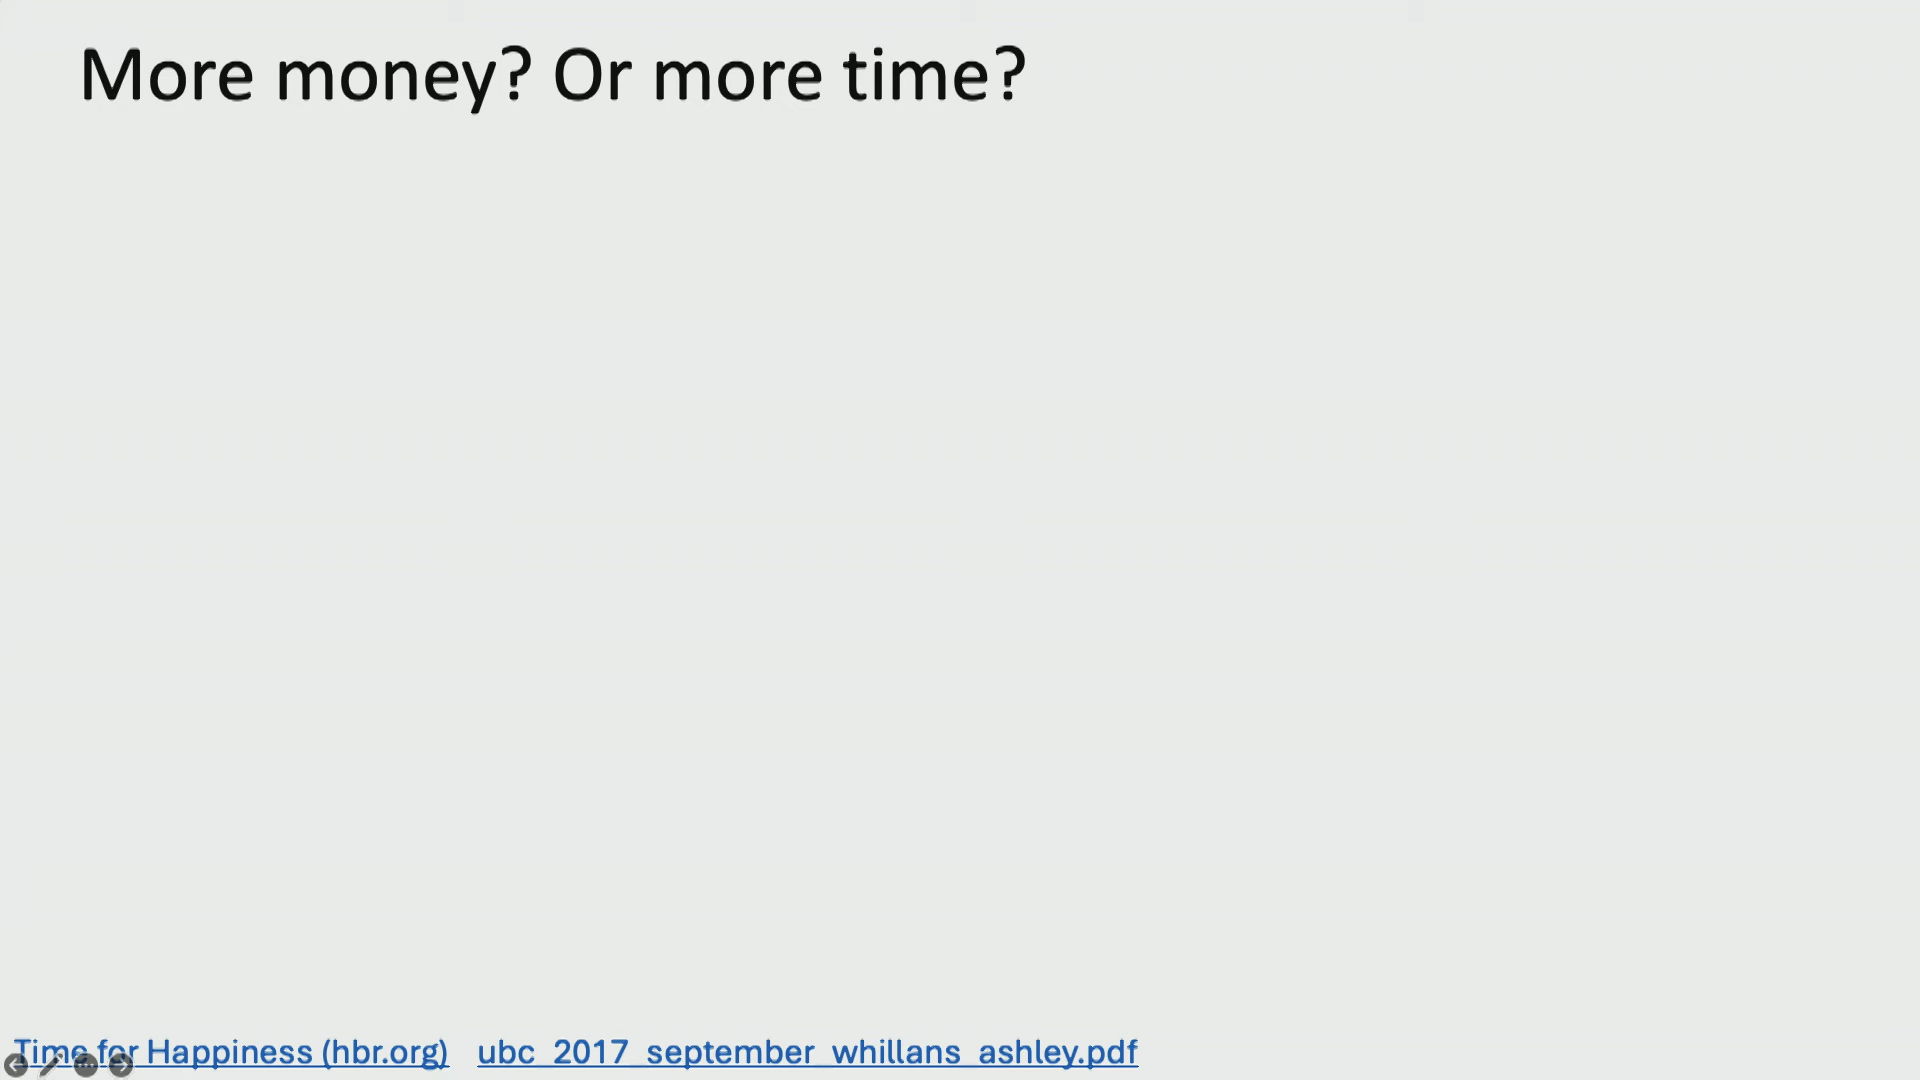 More money? Or more time?
Time for Happiness (hbr.org) ubc_2017_september_whillans_ashley.pdf